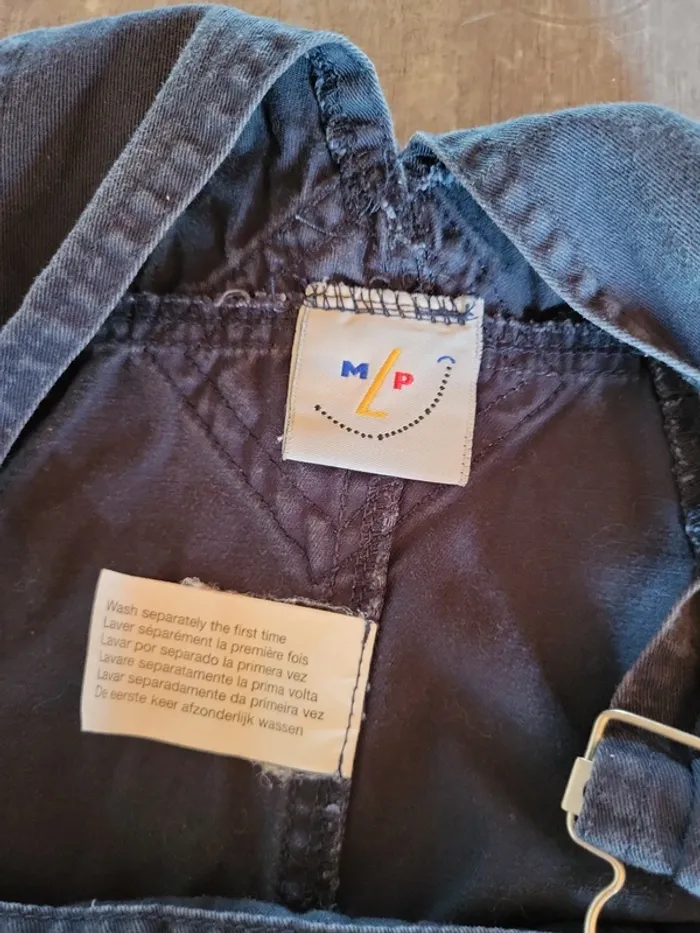 MLP
Wash separately the first time
Laver séparément la première fois
Lavar por separado la primera vez
Lavare separatamente la prima volta
Lavar separadamente da primeira vez
De eerste keer afzonderlijk wassen